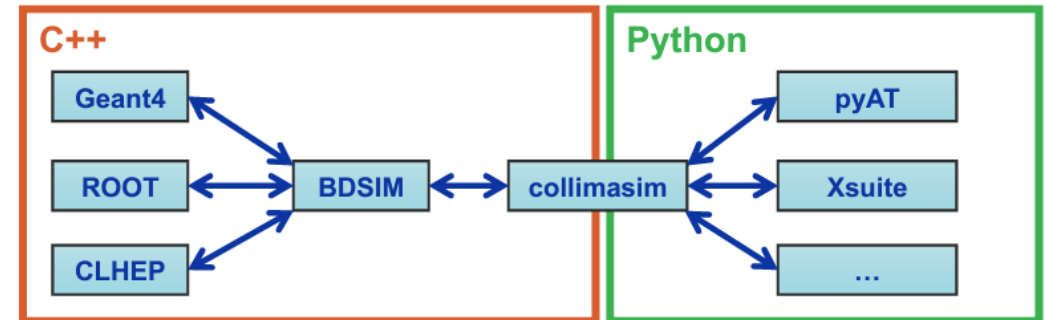 C++
Python
Geant4
pyAT
ROOT
BDSIM
collimasim
Xsuite
CLHEP
...